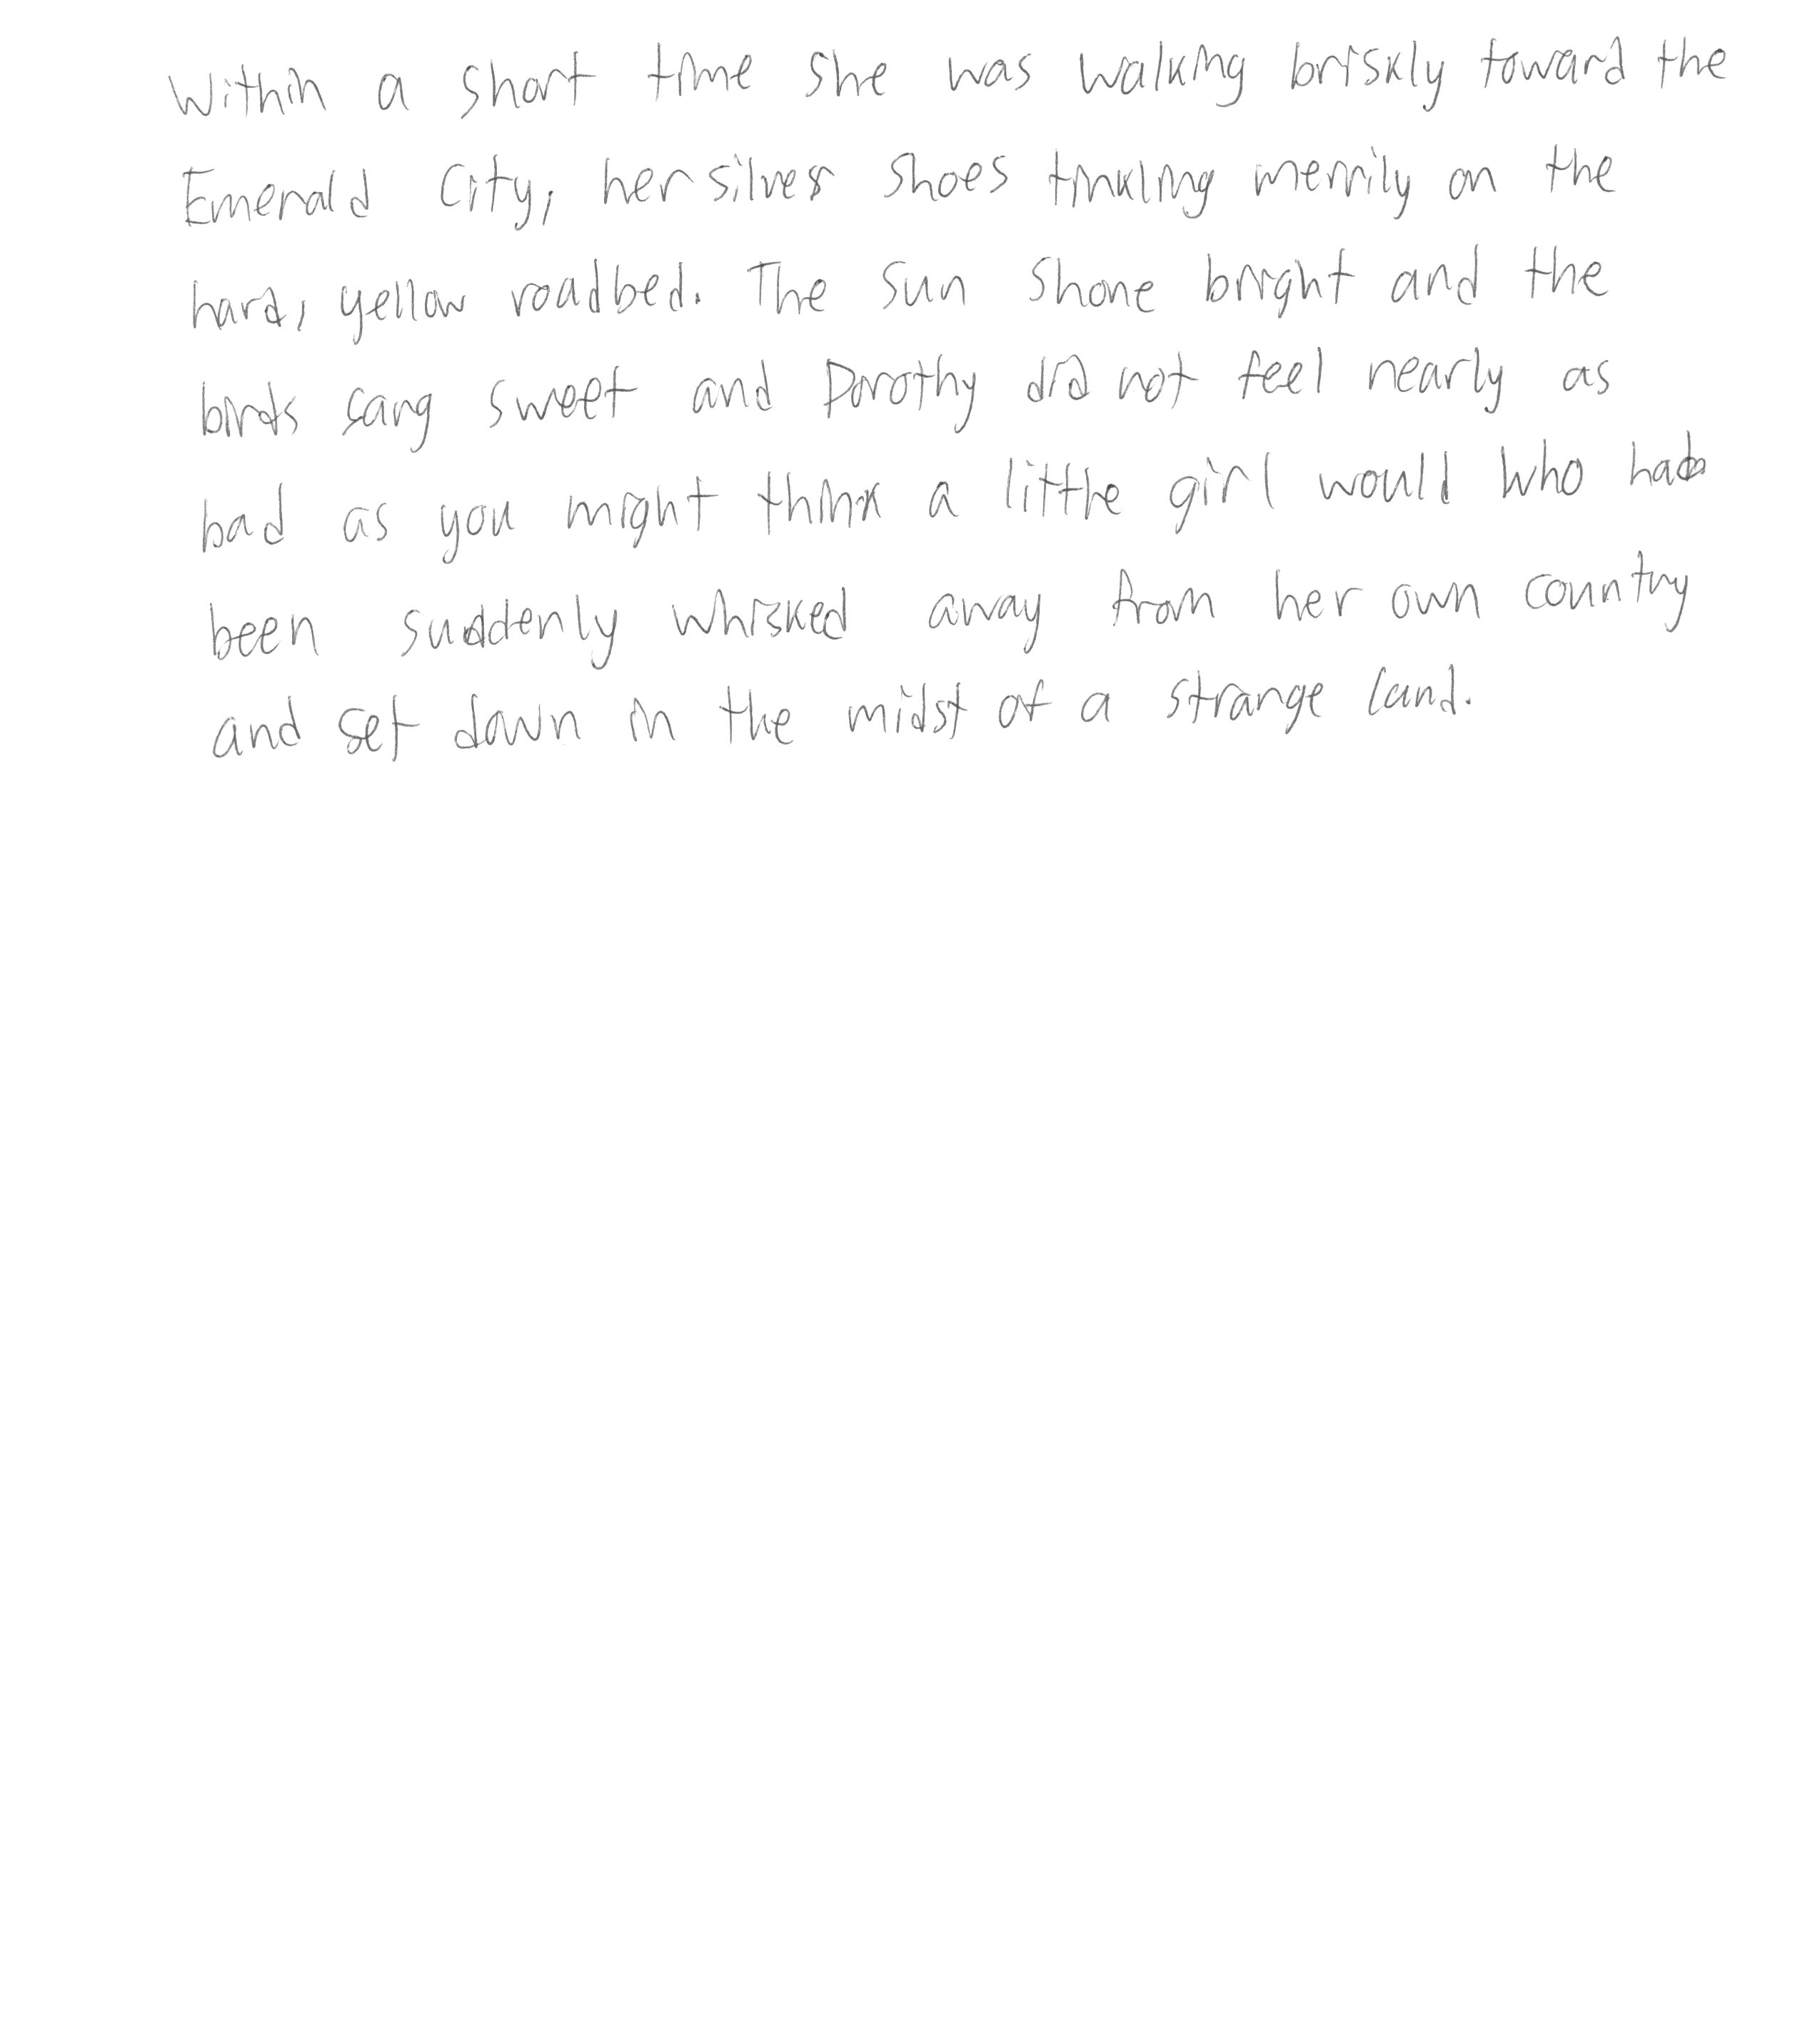 Within a short time she was walking briskly toward the
Emerald City, her silver shoes tinkling merrily on the
hard, yellow roadbed. The sun shone bright and the
birds sang sweet and Dorothy did not feel nearly as
bad as you might think a little girl would who had
been suddenly whisked away from her own country
and set down in the midst of a strange land.